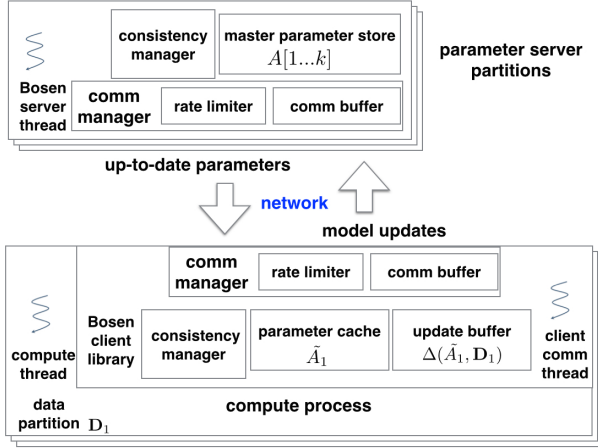 consistency
manager
master parameter store
A[1...k]
parameter server
partitions
Bosen
server
thread
comm
manager
rate limiter
comm buffer
up-to-date parameters
network
model updates
comm
manager
rate limiter
comm buffer
Bosen
client
library
consistency
manager
parameter cache
Ã₁
update buffer
Δ(Ã₁, D₁)
compute
thread
client
comm
thread
data
partition D₁
compute process